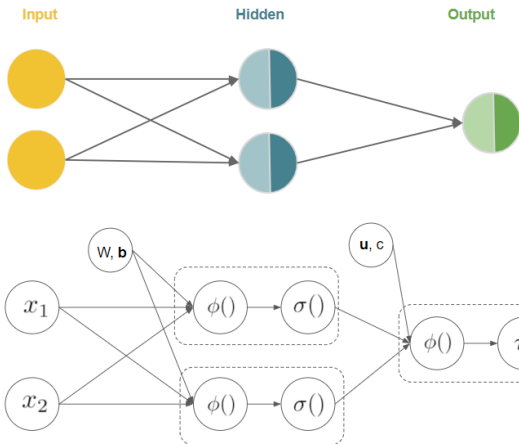 Input Hidden Output
W, b
u, c
x1 ϕ() σ()
ϕ()
x2 ϕ() σ()